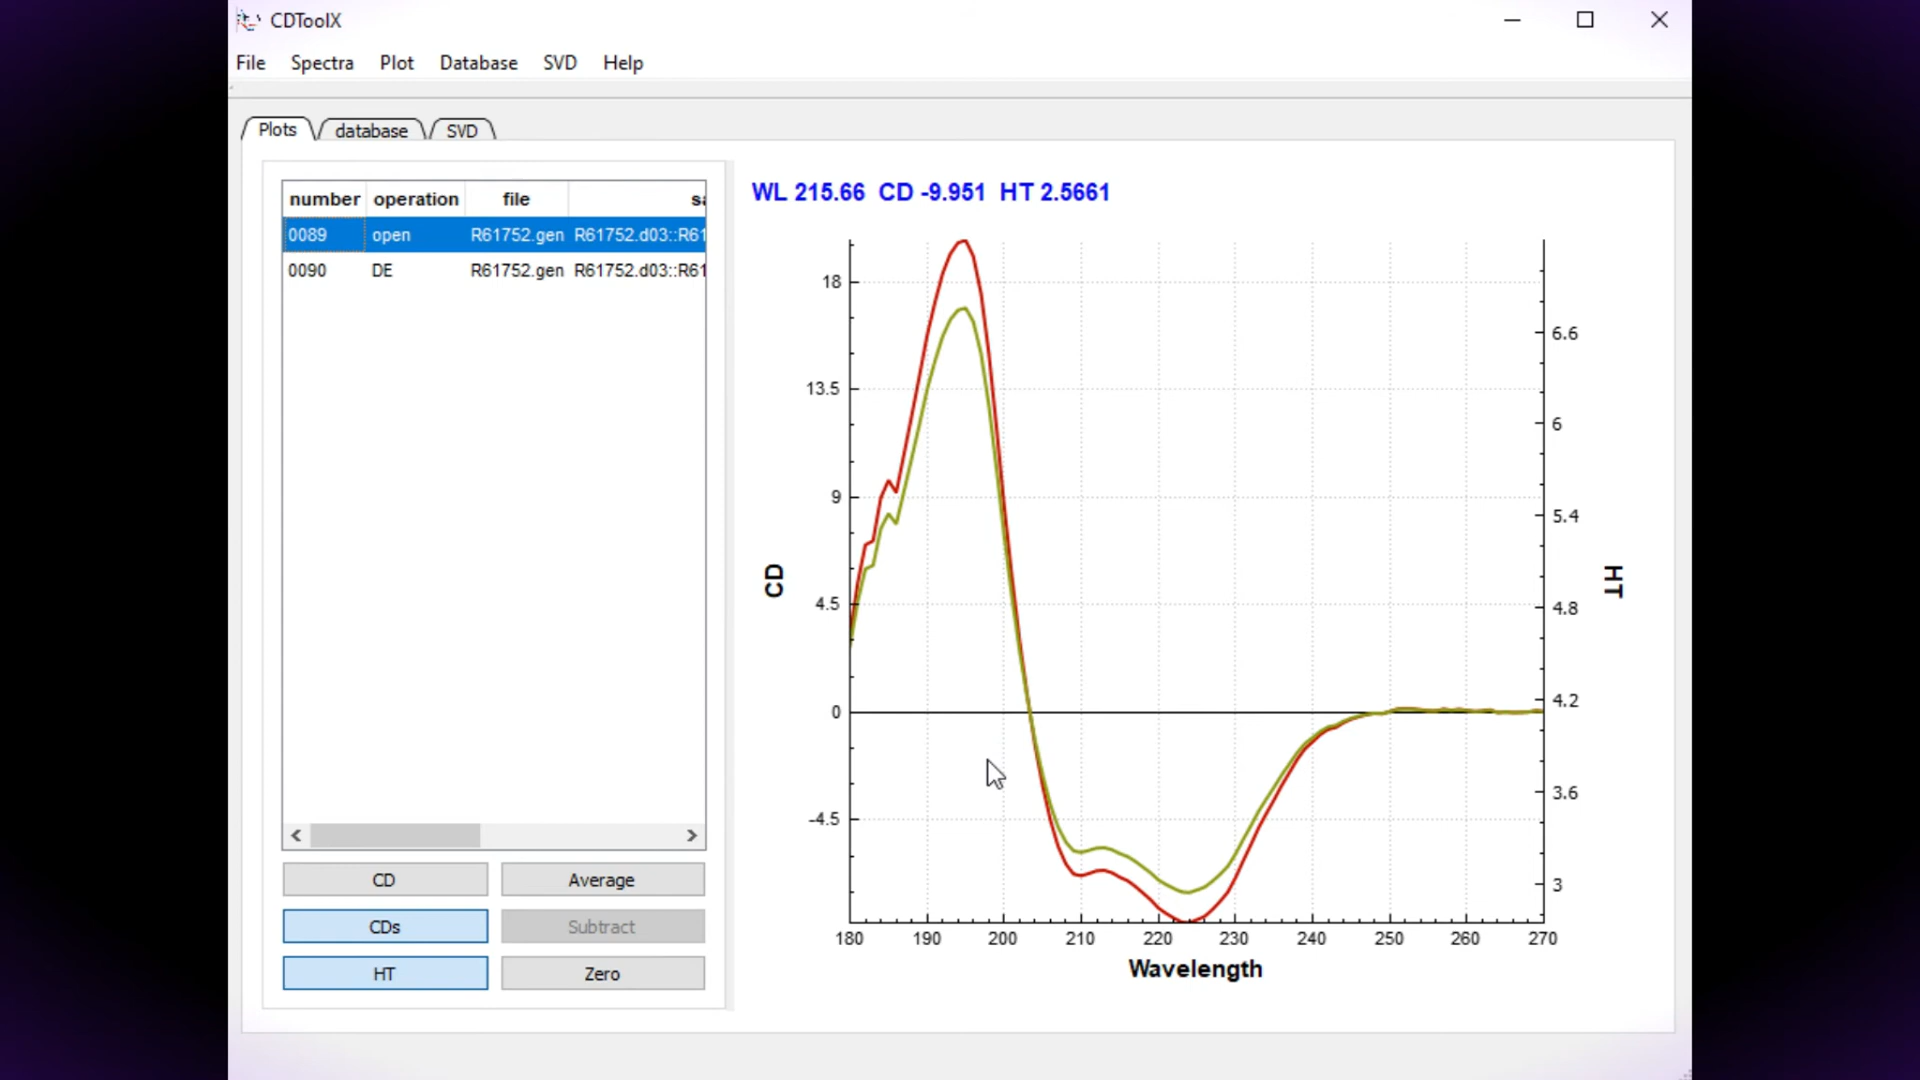 CDToolX
File Spectra Plot Database SVD Help
Plots database SVD
number operation file sa
0089 open R61752.gen R61752.d03::R61
0090 DE R61752.gen R61752.d03::R61
CD Average
CDs Subtract
HT Zero
WL 215.66 CD -9.951 HT 2.5661
18
13.5
9
4.5
0
-4.5
CD
6.6
6
5.4
4.8
4.2
3.6
3
HT
180 190 200 210 220 230 240 250 260 270
Wavelength